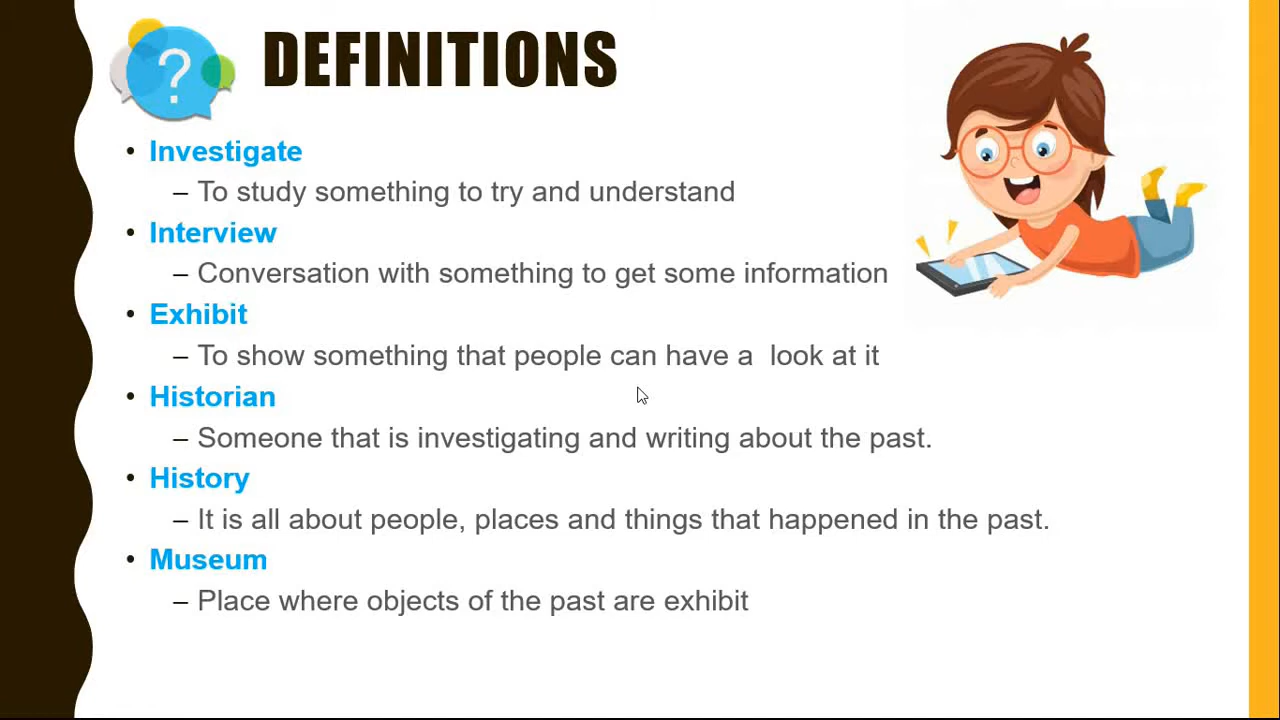 ?
DEFINITIONS
• Investigate
– To study something to try and understand
• Interview
– Conversation with something to get some information
• Exhibit
– To show something that people can have a  look at it
• Historian
– Someone that is investigating and writing about the past.
• History
– It is all about people, places and things that happened in the past.
• Museum
– Place where objects of the past are exhibit